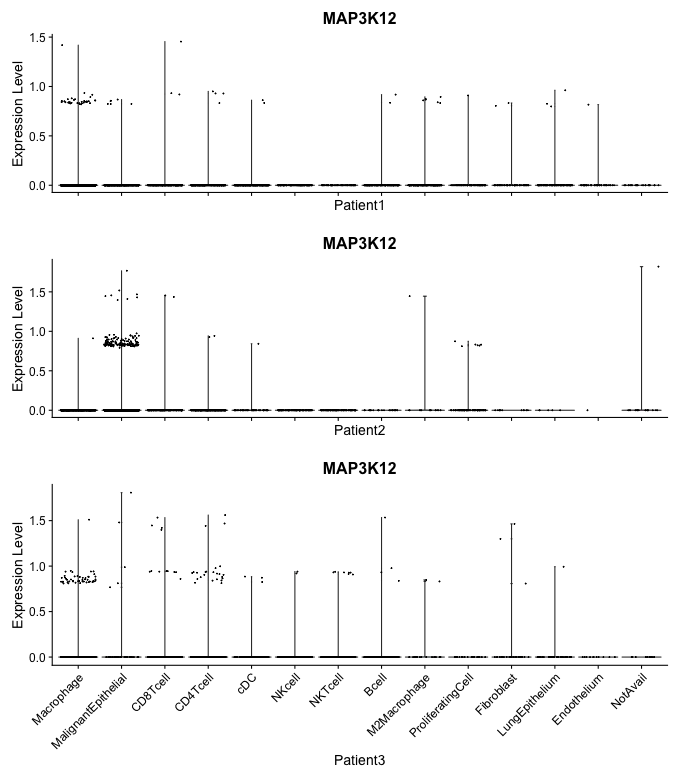 MAP3K12
Expression Level
1.5
1.0
0.5
0.0
Patient1
MAP3K12
Expression Level
1.5
1.0
0.5
0.0
Patient2
MAP3K12
Expression Level
1.5
1.0
0.5
0.0
Macrophage
MalignantEpithelial
CD8Tcell
CD4Tcell
cDC
NKcell
NKTcell
Bcell
M2Macrophage
ProliferatingCell
Fibroblast
LungEpithelium
Endothelium
NotAvail
Patient3